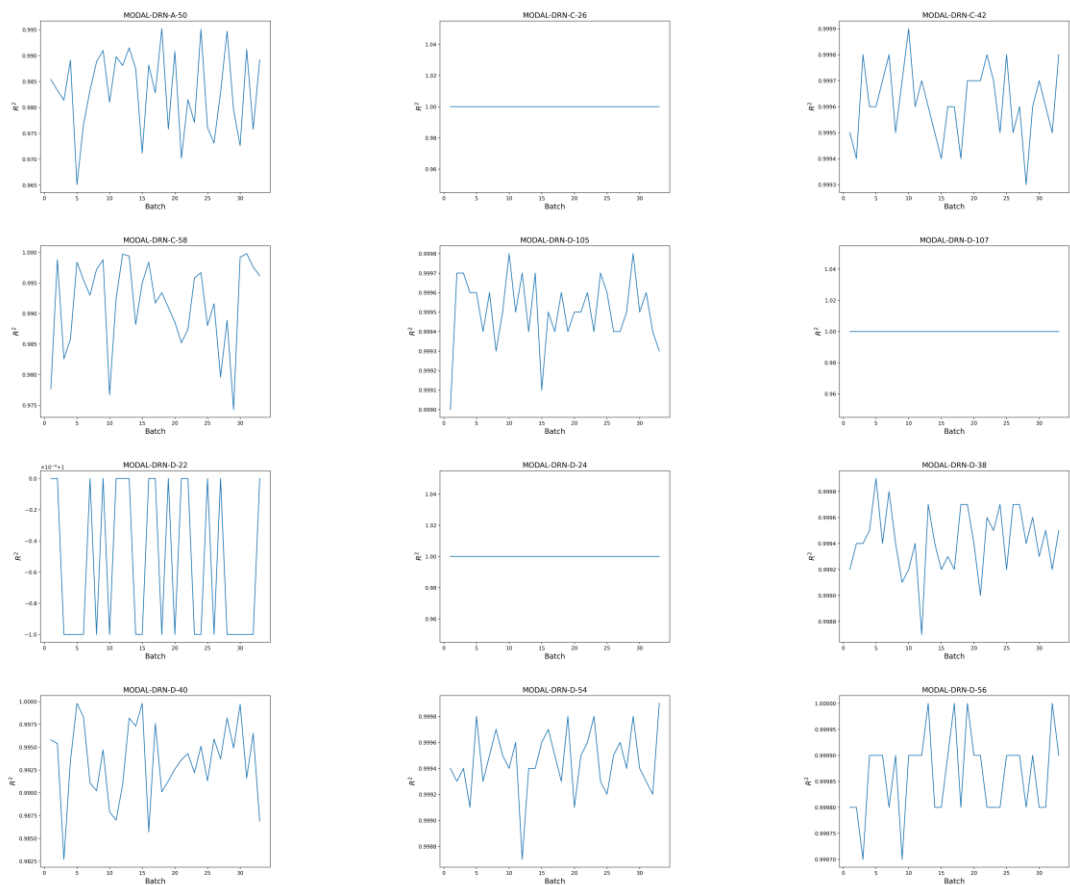 MODAL-DRN-A-50
0.995
0.990
0.985
0.980
0.975
0.970
0.965
R²
0 5 10 15 20 25 30
Batch
MODAL-DRN-C-26
1.04
1.02
1.00
0.98
0.96
R²
0 5 10 15 20 25 30
Batch
MODAL-DRN-C-42
0.9999
0.9998
0.9997
0.9996
0.9995
0.9994
0.9993
R²
0 5 10 15 20 25 30
Batch
MODAL-DRN-C-58
1.000
0.995
0.990
0.985
0.980
0.975
R²
0 5 10 15 20 25 30
Batch
MODAL-DRN-D-105
0.9998
0.9997
0.9996
0.9995
0.9994
0.9993
0.9992
0.9991
0.9990
R²
0 5 10 15 20 25 30
Batch
MODAL-DRN-D-107
1.04
1.02
1.00
0.98
0.96
R²
0 5 10 15 20 25 30
Batch
MODAL-DRN-D-22
×10⁻⁴+1
0.0
−0.2
−0.4
−0.6
−0.8
−1.0
R²
0 5 10 15 20 25 30
Batch
MODAL-DRN-D-24
1.04
1.02
1.00
0.98
0.96
R²
0 5 10 15 20 25 30
Batch
MODAL-DRN-D-38
0.9998
0.9996
0.9994
0.9992
0.9990
0.9988
R²
0 5 10 15 20 25 30
Batch
MODAL-DRN-D-40
1.0000
0.9975
0.9950
0.9925
0.9900
0.9875
0.9850
0.9825
R²
0 5 10 15 20 25 30
Batch
MODAL-DRN-D-54
0.9998
0.9996
0.9994
0.9992
0.9990
0.9988
R²
0 5 10 15 20 25 30
Batch
MODAL-DRN-D-56
1.00000
0.99995
0.99990
0.99985
0.99980
0.99975
0.99970
R²
0 5 10 15 20 25 30
Batch